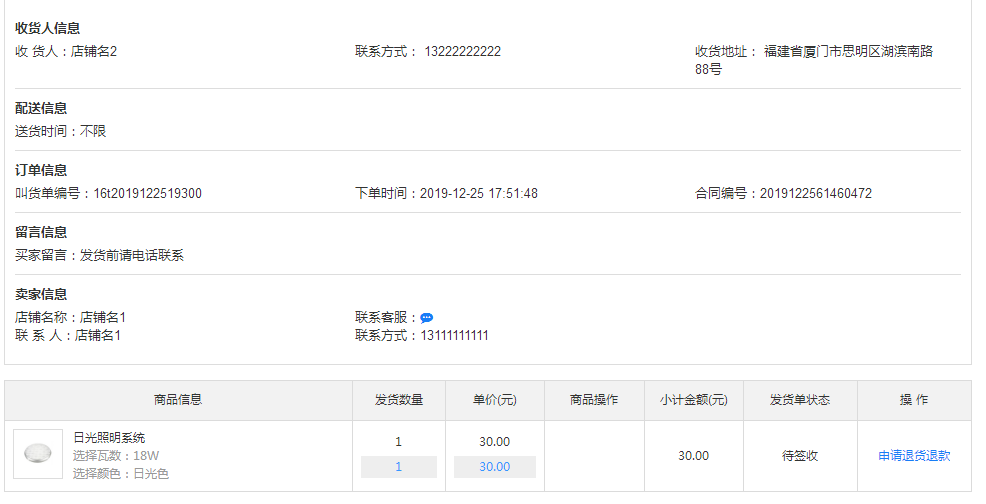 收货人信息
收 货人：店铺名2 联系方式： 13222222222 收货地址： 福建省厦门市思明区湖滨南路
88号
配送信息
送货时间：不限
订单信息
叫货单编号：16t2019122519300 下单时间：2019-12-25 17:51:48 合同编号：2019122561460472
留言信息
买家留言：发货前请电话联系
卖家信息
店铺名称：店铺名1 联系客服：
联 系 人：店铺名1 联系方式：13111111111
商品信息 发货数量 单价(元) 商品操作 小计金额(元) 发货单状态 操 作
日光照明系统 1 30.00
选择瓦数：18W 30.00 待签收 申请退货退款
1 30.00
选择颜色：日光色